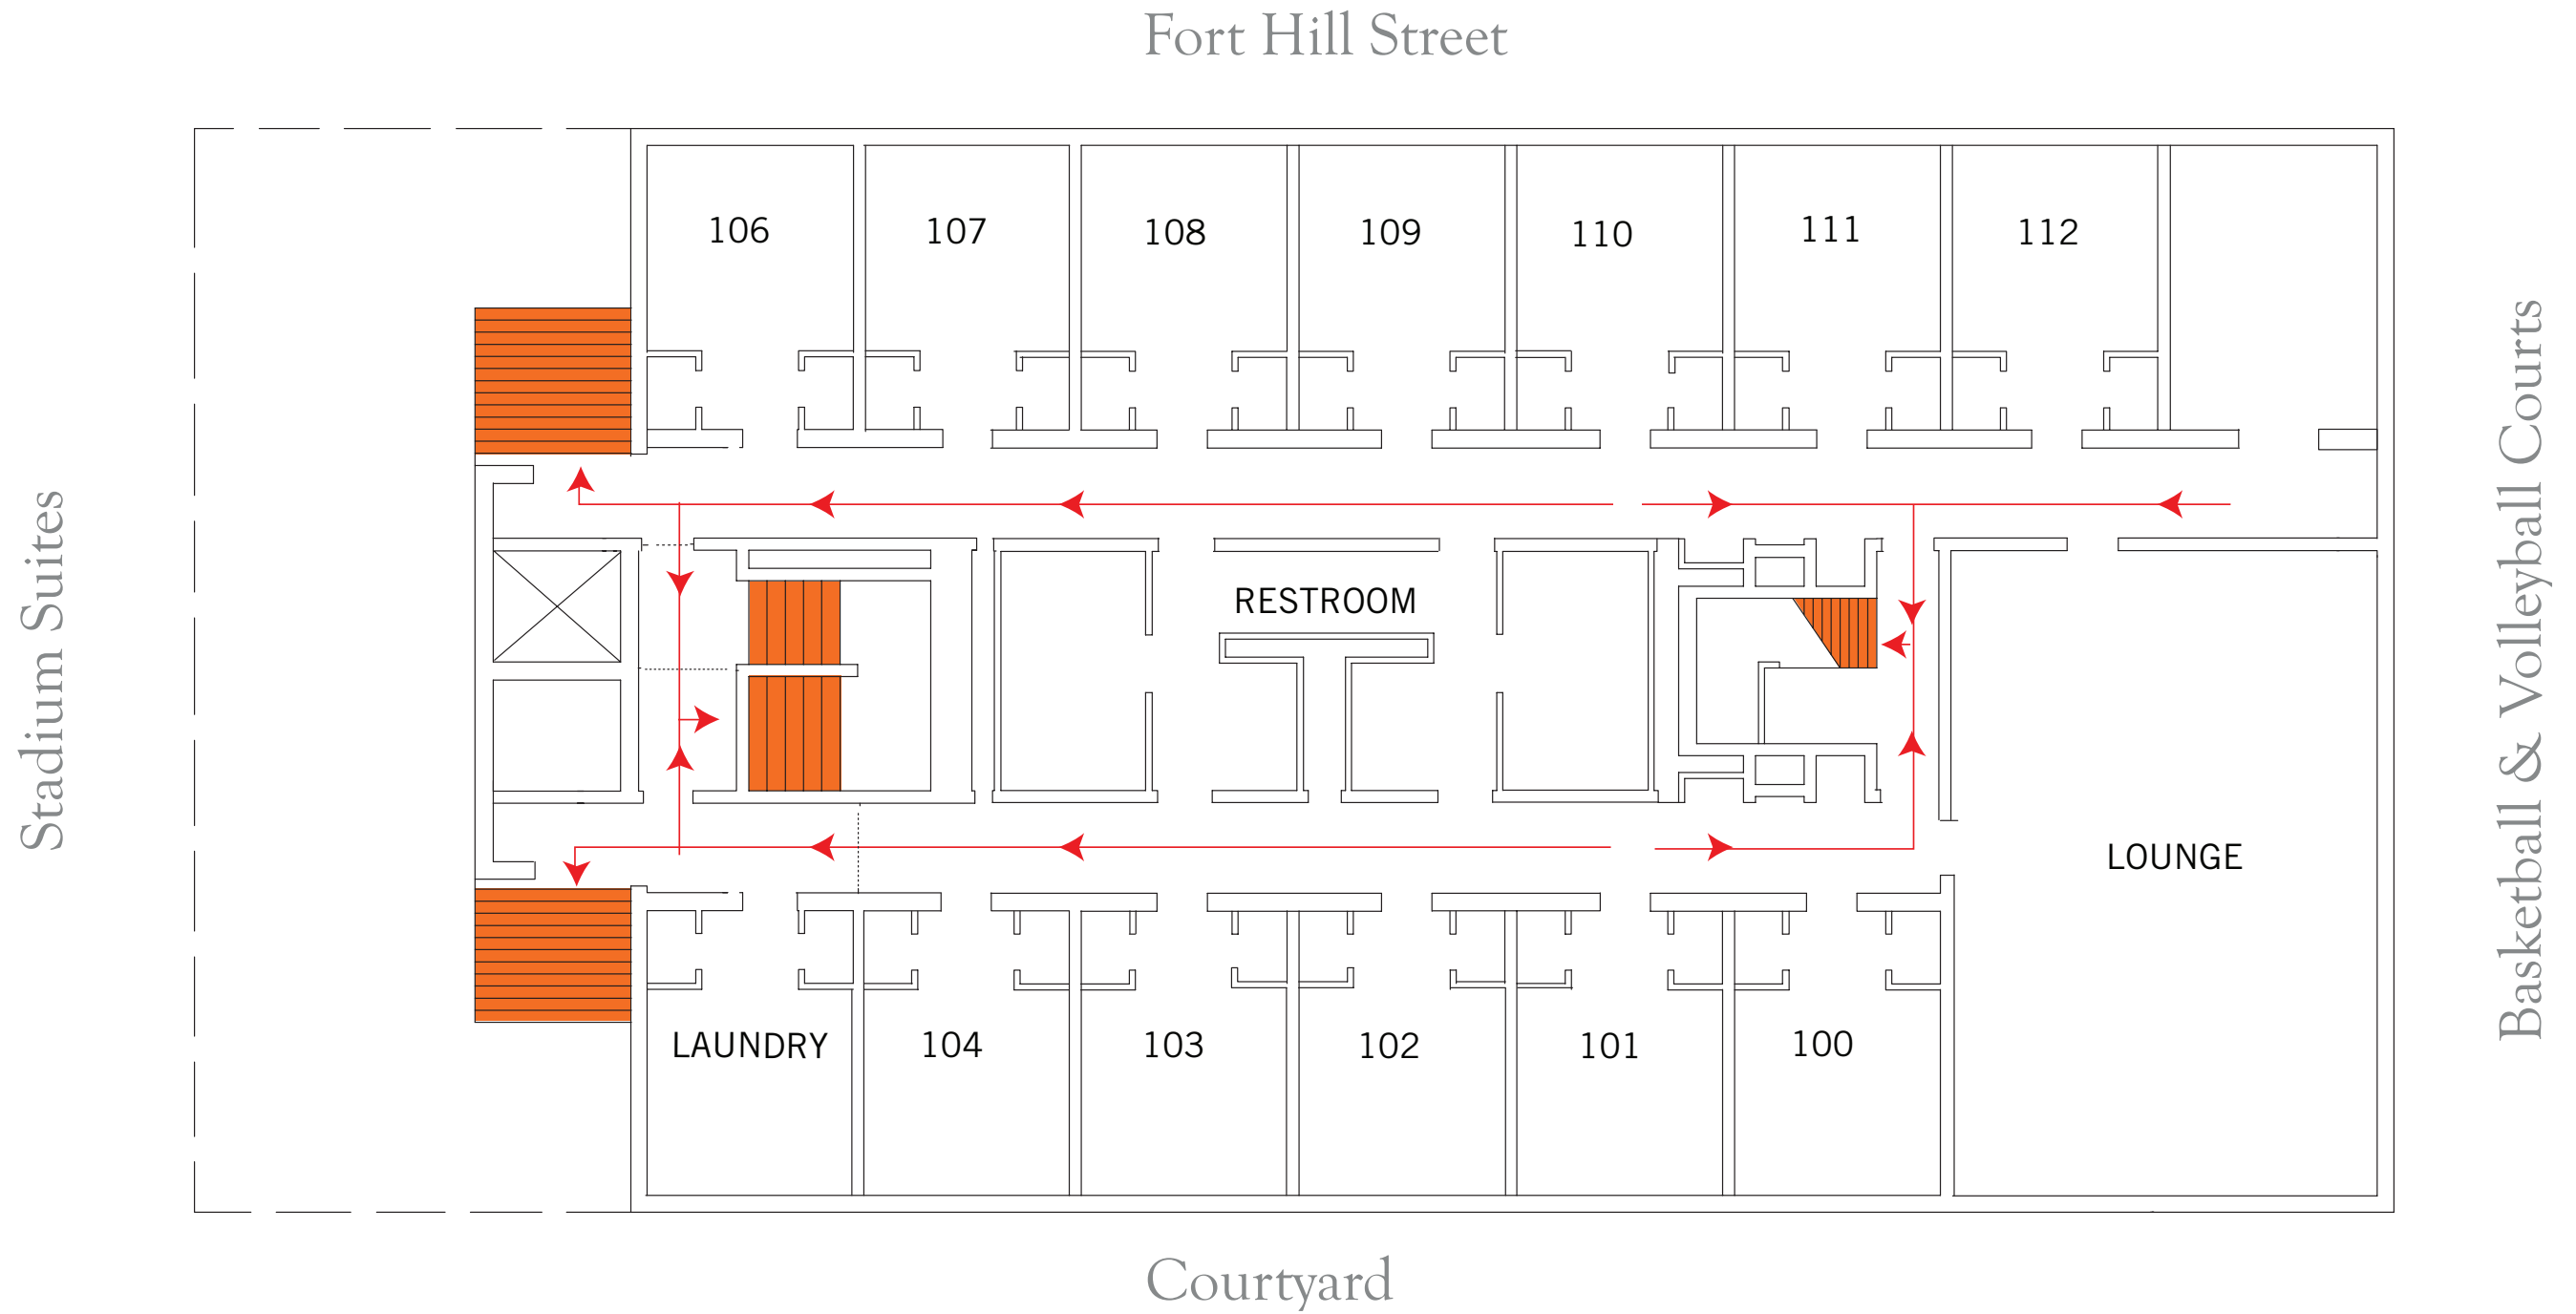 Fort Hill Street
106
107
108
109
110
111
112
Stadium Suites
Basketball & Volleyball Courts
RESTROOM
LOUNGE
LAUNDRY
104
103
102
101
100
Courtyard